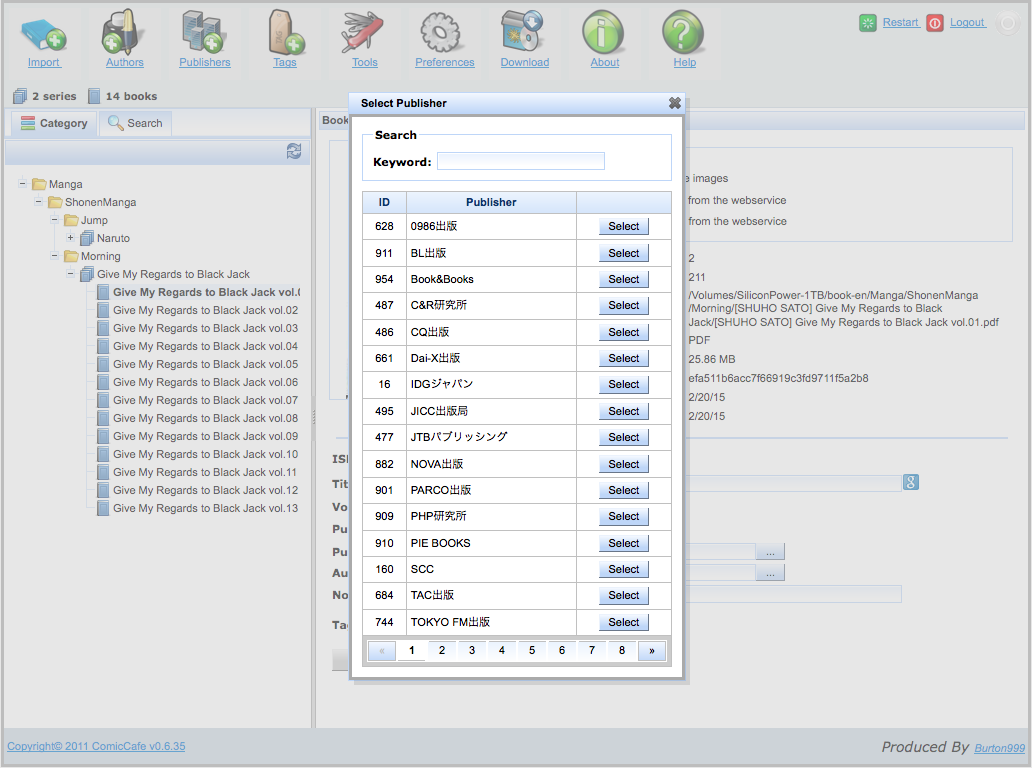 Import
Authors
Publishers
Tags
Tools
Preferences
Download
About
Help
Restart
Logout
2 series
14 books
Category
Search
Manga
ShonenManga
Jump
Naruto
Morning
Give My Regards to Black Jack
Give My Regards to Black Jack vol.
Give My Regards to Black Jack vol.02
Give My Regards to Black Jack vol.03
Give My Regards to Black Jack vol.04
Give My Regards to Black Jack vol.05
Give My Regards to Black Jack vol.06
Give My Regards to Black Jack vol.07
Give My Regards to Black Jack vol.08
Give My Regards to Black Jack vol.09
Give My Regards to Black Jack vol.10
Give My Regards to Black Jack vol.11
Give My Regards to Black Jack vol.12
Give My Regards to Black Jack vol.13
Book
Select Publisher
Search
Keyword:
ID Publisher
628 0986出版 Select
911 BL出版 Select
954 Book&Books Select
487 C&R研究所 Select
486 CQ出版 Select
661 Dai-X出版 Select
16 IDGジャパン Select
495 JICC出版局 Select
477 JTBパブリッシング Select
882 NOVA出版 Select
901 PARCO出版 Select
909 PHP研究所 Select
910 PIE BOOKS Select
160 SCC Select
684 TAC出版 Select
744 TOKYO FM出版 Select
« 1 2 3 4 5 6 7 8 »
images
from the webservice
from the webservice
2
211
/Volumes/SiliconPower-1TB/book-en/Manga/ShonenManga
/Morning/[SHUHO SATO] Give My Regards to Black
Jack/[SHUHO SATO] Give My Regards to Black Jack vol.01.pdf
PDF
25.86 MB
efa511b6acc7f66919c3fd9711f5a2b8
2/20/15
2/20/15
IS
Tit
Vo
Pu
Pu
...
Au
...
No
Ta
Copyright© 2011 ComicCafe v0.6.35
Produced By Burton999